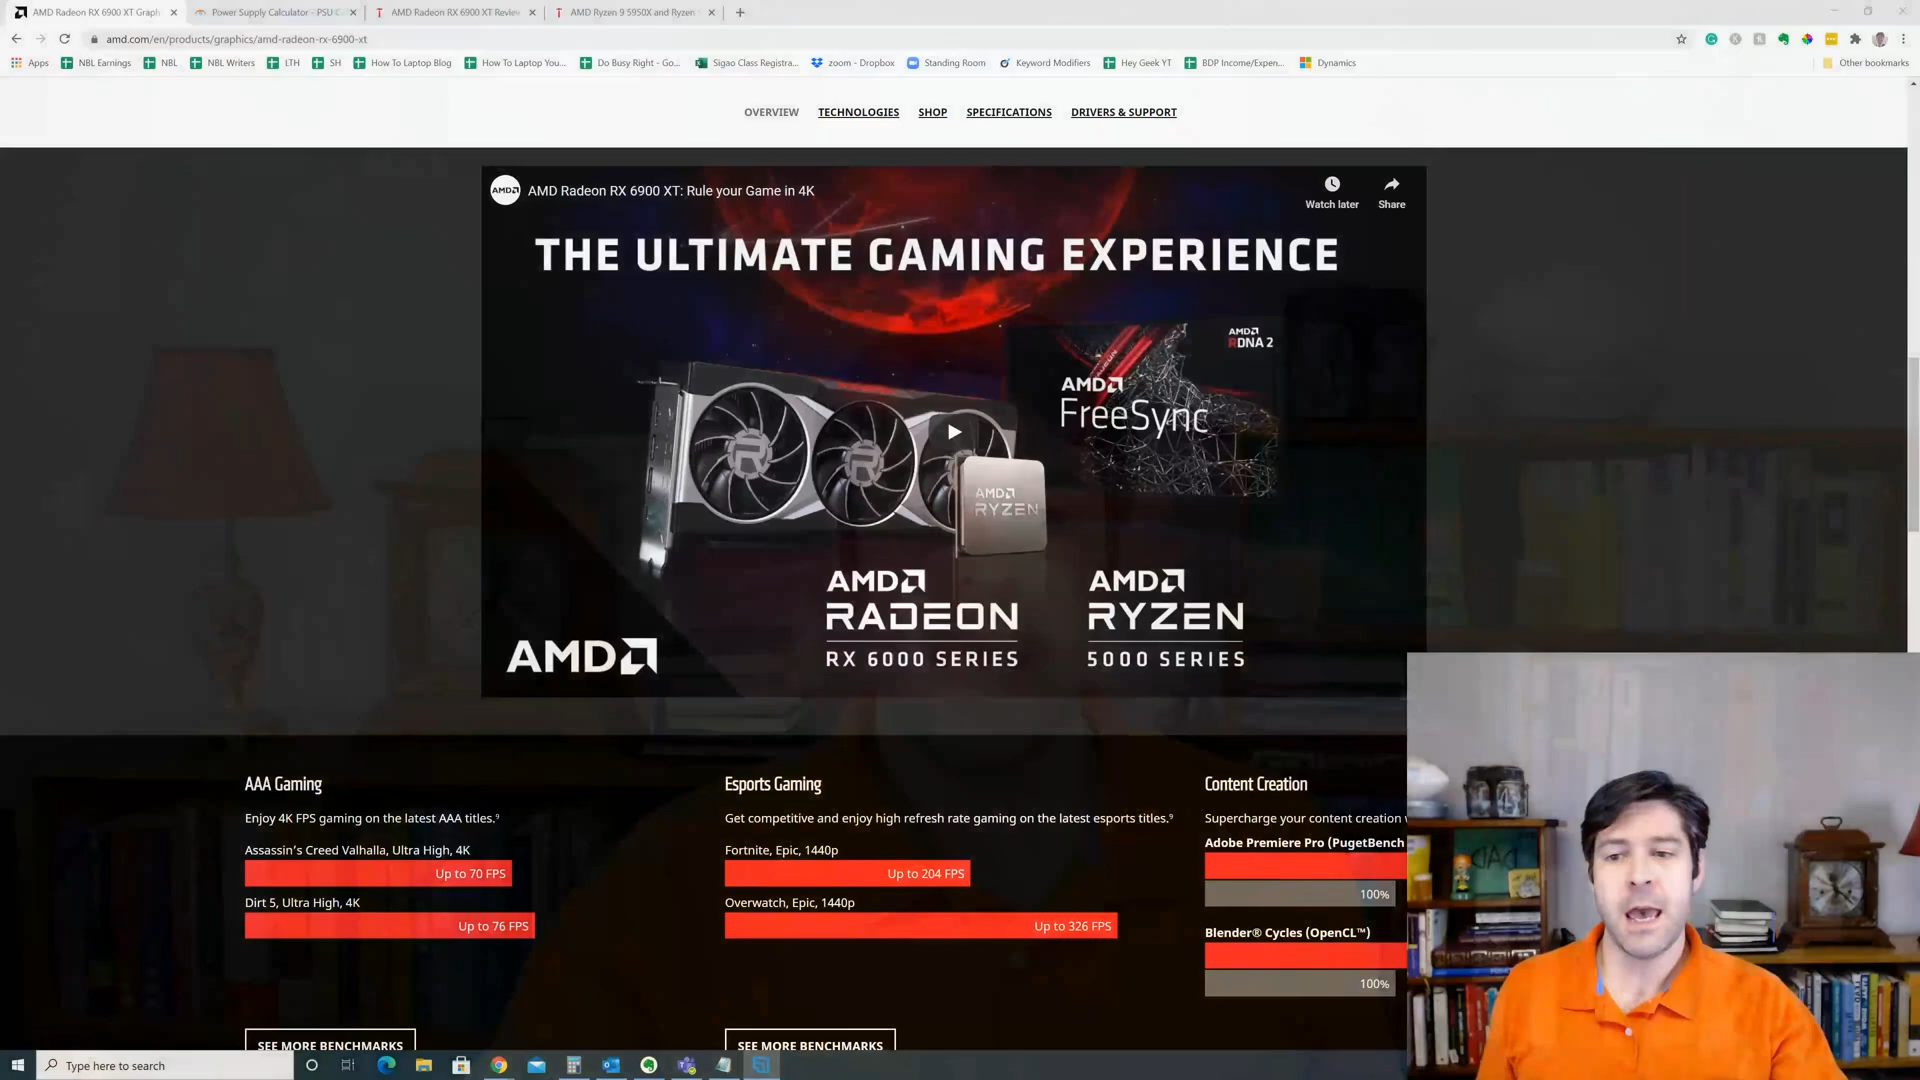 AMD Radeon RX 6900 XT Graph
Power Supply Calculator - PSU C
AMD Radeon RX 6900 XT Review
AMD Ryzen 9 5950X and Ryzen
amd.com/en/products/graphics/amd-radeon-rx-6900-xt
Apps
NBL Earnings
NBL
NBL Writers
LTH
SH
How To Laptop Blog
How To Laptop You...
Do Busy Right - Go...
Sigao Class Registra...
zoom - Dropbox
Standing Room
Keyword Modifiers
Hey Geek YT
BDP Income/Expen...
Dynamics
Other bookmarks
OVERVIEW
TECHNOLOGIES
SHOP
SPECIFICATIONS
DRIVERS & SUPPORT
AMD
AMD Radeon RX 6900 XT: Rule your Game in 4K
Watch later
Share
THE ULTIMATE GAMING EXPERIENCE
AMD
RDNA 2
RADEON
AMD
FreeSync
R
R
AMD
RYZEN
AMD
RADEON
RX 6000 SERIES
AMD
RYZEN
5000 SERIES
AMD
AAA Gaming
Enjoy 4K FPS gaming on the latest AAA titles.⁹
Assassin's Creed Valhalla, Ultra High, 4K
Up to 70 FPS
Dirt 5, Ultra High, 4K
Up to 76 FPS
SEE MORE BENCHMARKS
Esports Gaming
Get competitive and enjoy high refresh rate gaming on the latest esports titles.⁹
Fortnite, Epic, 1440p
Up to 204 FPS
Overwatch, Epic, 1440p
Up to 326 FPS
SEE MORE BENCHMARKS
Content Creation
Supercharge your content creation
Adobe Premiere Pro (PugetBench
100%
Blender® Cycles (OpenCL™)
100%
DAD
Type here to search